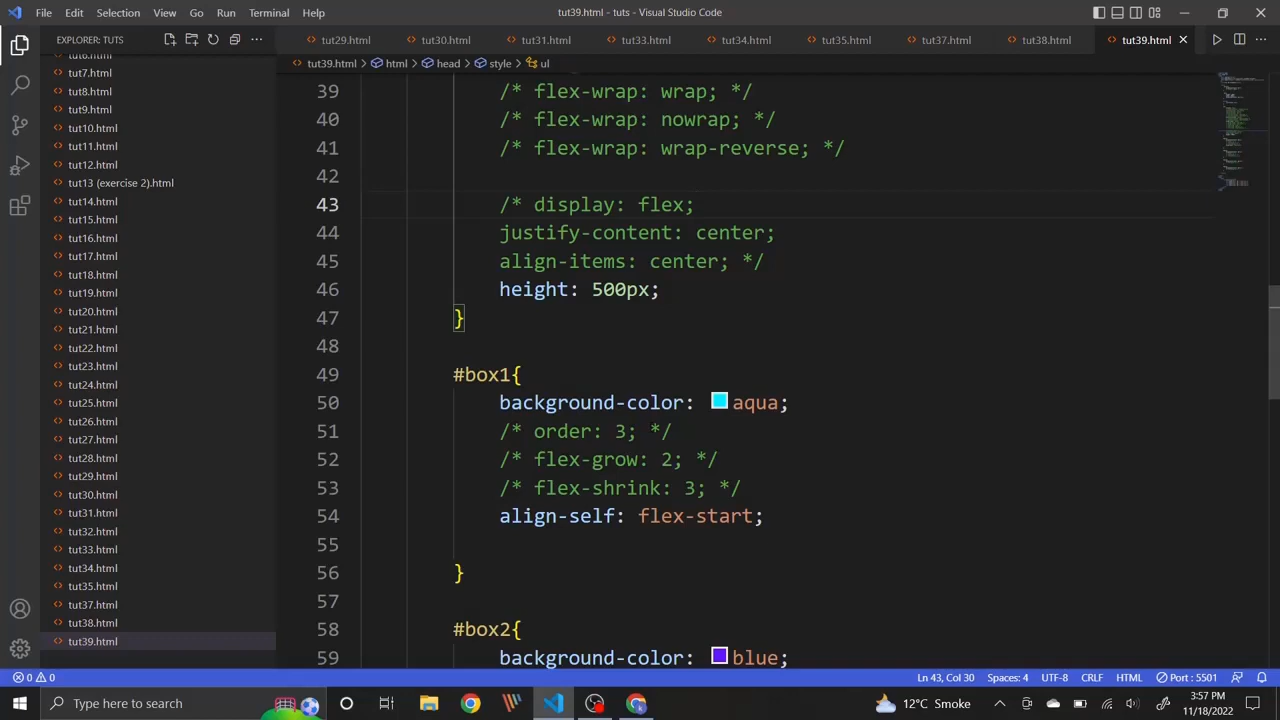 File Edit Selection View Go Run Terminal Help
tut39.html - tuts - Visual Studio Code
EXPLORER: TUTS
tut29.html tut30.html tut31.html tut33.html tut34.html tut35.html tut37.html tut38.html tut39.html
tut39.html > html > head > style > ul
tut6.html
tut7.html
tut8.html
tut9.html
tut10.html
tut11.html
tut12.html
tut13 (exercise 2).html
tut14.html
tut15.html
tut16.html
tut17.html
tut18.html
tut19.html
tut20.html
tut21.html
tut22.html
tut23.html
tut24.html
tut25.html
tut26.html
tut27.html
tut28.html
tut29.html
tut30.html
tut31.html
tut32.html
tut33.html
tut34.html
tut35.html
tut37.html
tut38.html
tut39.html
39 /* flex-wrap: wrap; */
40 /* flex-wrap: nowrap; */
41 /* flex-wrap: wrap-reverse; */
42
43 /* display: flex;
44 justify-content: center;
45 align-items: center; */
46 height: 500px;
47 }
48
49 #box1{
50 background-color: aqua;
51 /* order: 3; */
52 /* flex-grow: 2; */
53 /* flex-shrink: 3; */
54 align-self: flex-start;
55
56 }
57
58 #box2{
59 background-color: blue;
0 0 Ln 43, Col 30 Spaces: 4 UTF-8 CRLF HTML Port : 5501
Type here to search
12°C Smoke
3:57 PM
11/18/2022